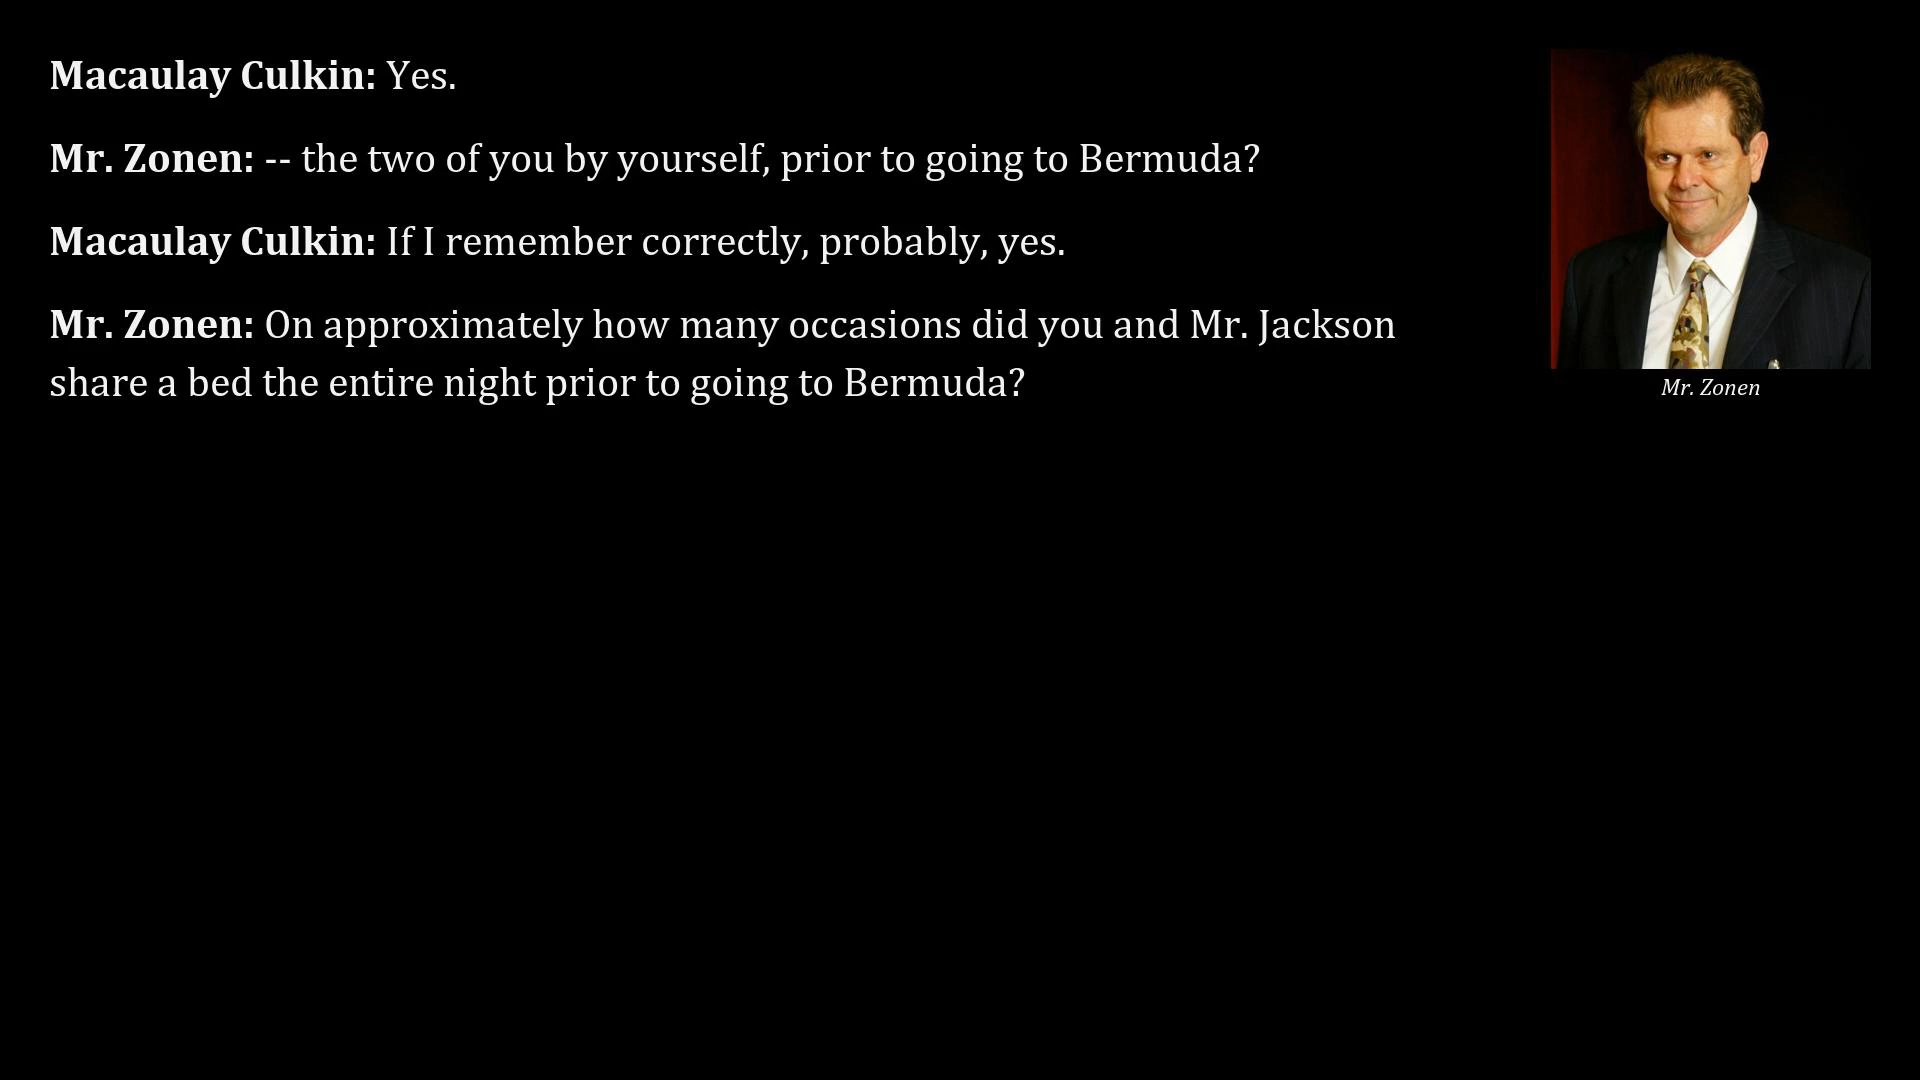 Macaulay Culkin: Yes.
Mr. Zonen: -- the two of you by yourself, prior to going to Bermuda?
Macaulay Culkin: If I remember correctly, probably, yes.
Mr. Zonen: On approximately how many occasions did you and Mr. Jackson
share a bed the entire night prior to going to Bermuda?
Mr. Zonen